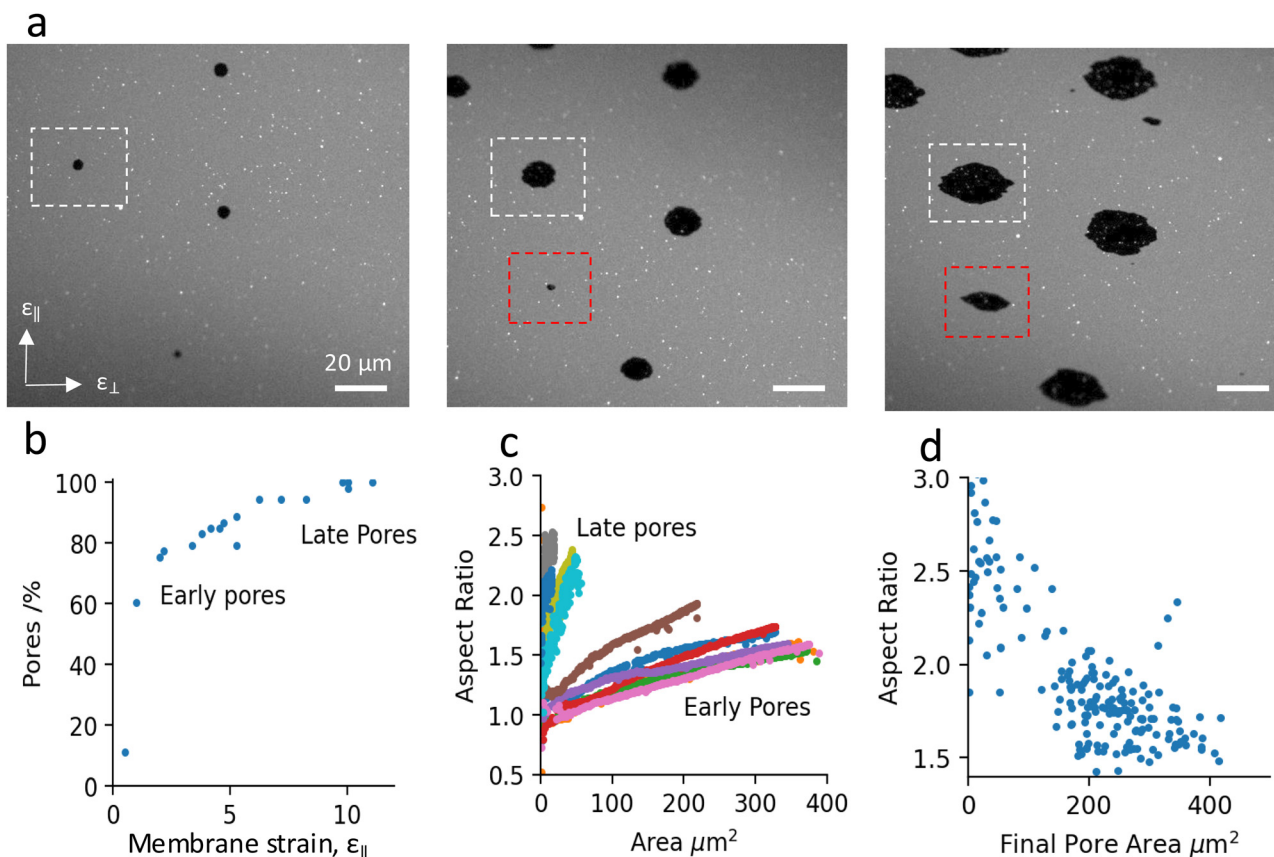 a
ε∥
ε⊥
20 μm
b
c
d
100
80
60
40
20
0
Pores /%
Early pores
Late Pores
0
5
10
Membrane strain, ε∥
3.0
2.5
2.0
1.5
1.0
0.5
Aspect Ratio
Late pores
Early Pores
0
100
200
300
400
Area μm²
3.0
2.5
2.0
1.5
Aspect Ratio
0
200
400
Final Pore Area μm²